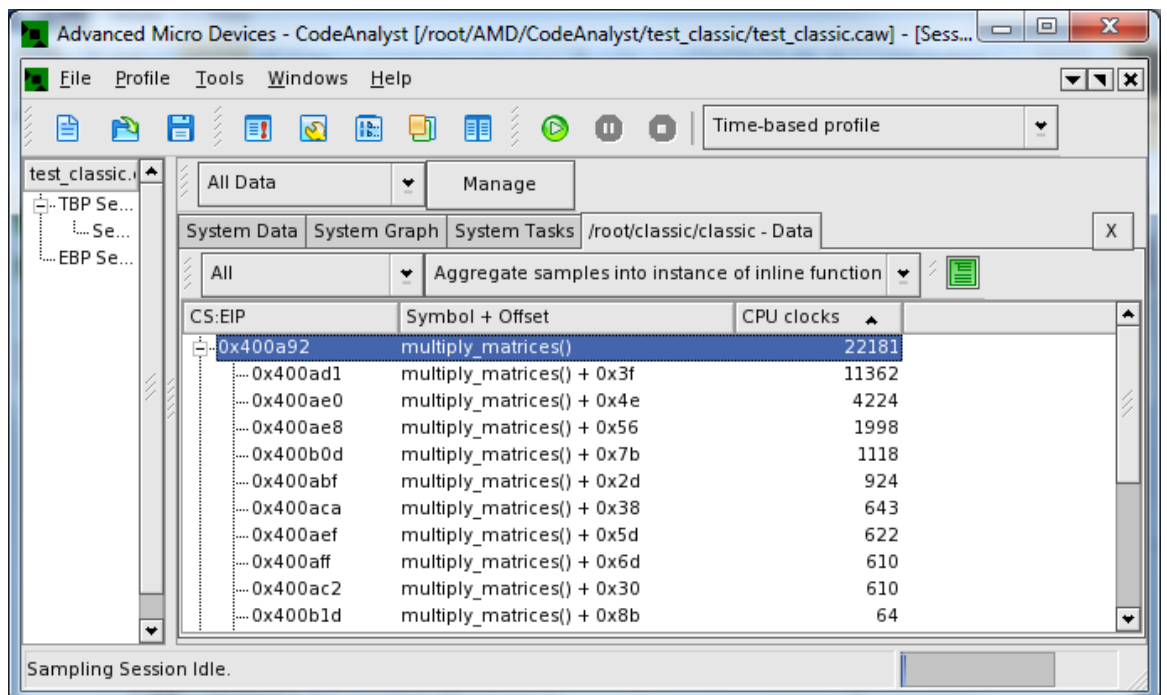 Advanced Micro Devices - CodeAnalyst [/root/AMD/CodeAnalyst/test_classic/test_classic.caw] - [Sess...
File Profile Tools Windows Help
Time-based profile
test_classic.
TBP Se...
Se...
EBP Se...
All Data Manage
System Data System Graph System Tasks /root/classic/classic - Data X
All Aggregate samples into instance of inline function
CS:EIP Symbol + Offset CPU clocks
0x400a92 multiply_matrices() 22181
0x400ad1 multiply_matrices() + 0x3f 11362
0x400ae0 multiply_matrices() + 0x4e 4224
0x400ae8 multiply_matrices() + 0x56 1998
0x400b0d multiply_matrices() + 0x7b 1118
0x400abf multiply_matrices() + 0x2d 924
0x400aca multiply_matrices() + 0x38 643
0x400aef multiply_matrices() + 0x5d 622
0x400aff multiply_matrices() + 0x6d 610
0x400ac2 multiply_matrices() + 0x30 610
0x400b1d multiply_matrices() + 0x8b 64
Sampling Session Idle.